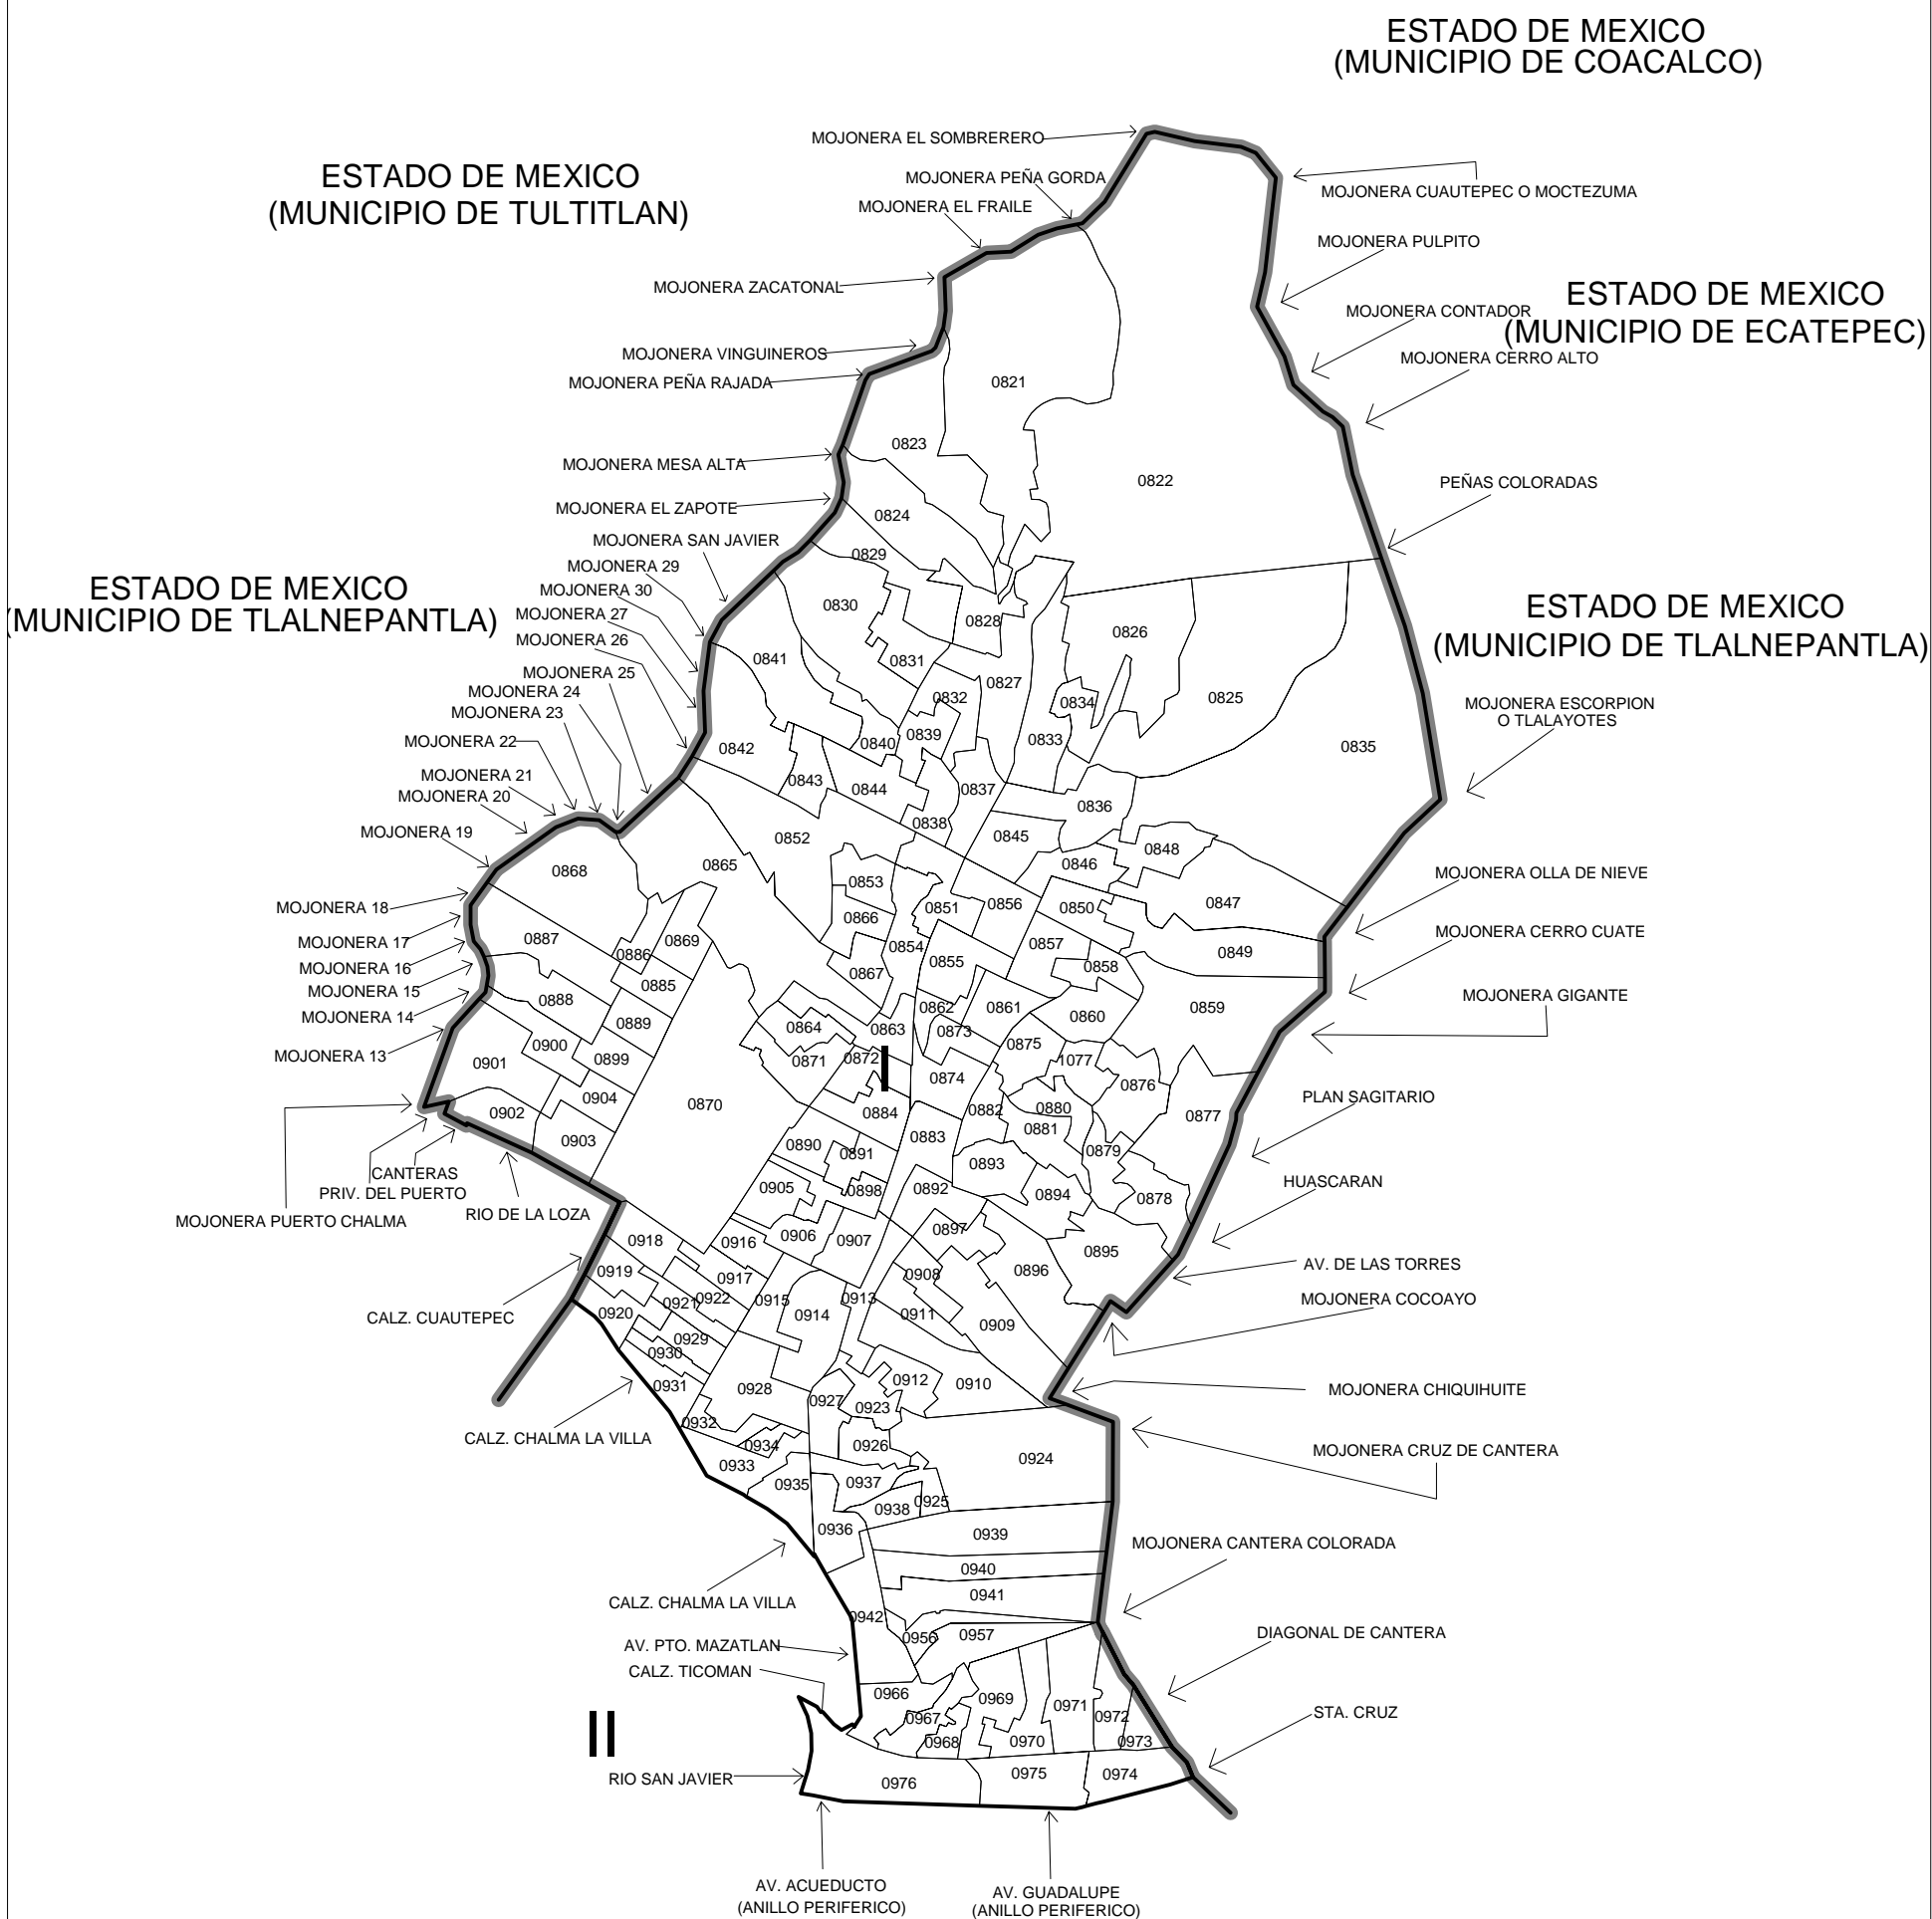 ESTADO DE MEXICO
(MUNICIPIO DE COACALCO)
MOJONERA EL SOMBRERERO
ESTADO DE MEXICO
(MUNICIPIO DE TULTITLAN)
MOJONERA PEÑA GORDA
MOJONERA CUAUTEPEC O MOCTEZUMA
MOJONERA EL FRAILE
MOJONERA PULPITO
MOJONERA ZACATONAL
ESTADO DE MEXICO
(MUNICIPIO DE ECATEPEC)
MOJONERA CONTADOR
MOJONERA VINGUINEROS
MOJONERA CERRO ALTO
MOJONERA PEÑA RAJADA
0821
0823
MOJONERA MESA ALTA
0822
PEÑAS COLORADAS
MOJONERA EL ZAPOTE
0824
MOJONERA SAN JAVIER
0829
MOJONERA 29
ESTADO DE MEXICO
(MUNICIPIO DE TLALNEPANTLA)
MOJONERA 30
MOJONERA 27
MOJONERA 26
0830
0828
0826
ESTADO DE MEXICO
(MUNICIPIO DE TLALNEPANTLA)
0841
0831
MOJONERA 25
0827
MOJONERA 24
0832
0834
0825
MOJONERA ESCORPION
O TLALAYOTES
MOJONERA 23
MOJONERA 22
0842
0840
0839
0833
0835
MOJONERA 21
0843
0844
0837
MOJONERA 20
0836
MOJONERA 19
0838
0852
0845
0848
0868
0865
0846
MOJONERA OLLA DE NIEVE
0853
MOJONERA 18
0866
0851
0856
0850
0847
MOJONERA 17
0887
0869
0854
0857
MOJONERA CERRO CUATE
MOJONERA 16
0886
0867
0855
0858
0849
MOJONERA 15
0885
MOJONERA GIGANTE
MOJONERA 14
0888
0862
0861
0859
0889
0864
0863
0873
0860
MOJONERA 13
0901
0900
0899
0871
0872
I
0875
1077
0874
0876
0904
0870
PLAN SAGITARIO
0902
0884
0882
0880
0877
0903
0890
0891
0883
0881
0879
CANTERAS
PRIV. DEL PUERTO
0905
0898
0892
0893
0894
0878
HUASCARAN
MOJONERA PUERTO CHALMA
RIO DE LA LOZA
0918
0916
0906
0907
0897
0895
AV. DE LAS TORRES
0919
0917
0908
0896
MOJONERA COCOAYO
0921
0922
0915
0913
CALZ. CUAUTEPEC
0920
0914
0911
0909
0929
0930
MOJONERA CHIQUIHUITE
0931
0928
0927
0912
0910
0923
0932
CALZ. CHALMA LA VILLA
0934
0926
MOJONERA CRUZ DE CANTERA
0933
0924
0935
0937
0925
0938
0936
0939
MOJONERA CANTERA COLORADA
0940
CALZ. CHALMA LA VILLA
0941
0942
AV. PTO. MAZATLAN
0956
0957
DIAGONAL DE CANTERA
CALZ. TICOMAN
0966
0969
0971
0972
STA. CRUZ
0967
II
0968
0970
0973
RIO SAN JAVIER
0976
0975
0974
AV. ACUEDUCTO
(ANILLO PERIFERICO)
AV. GUADALUPE
(ANILLO PERIFERICO)